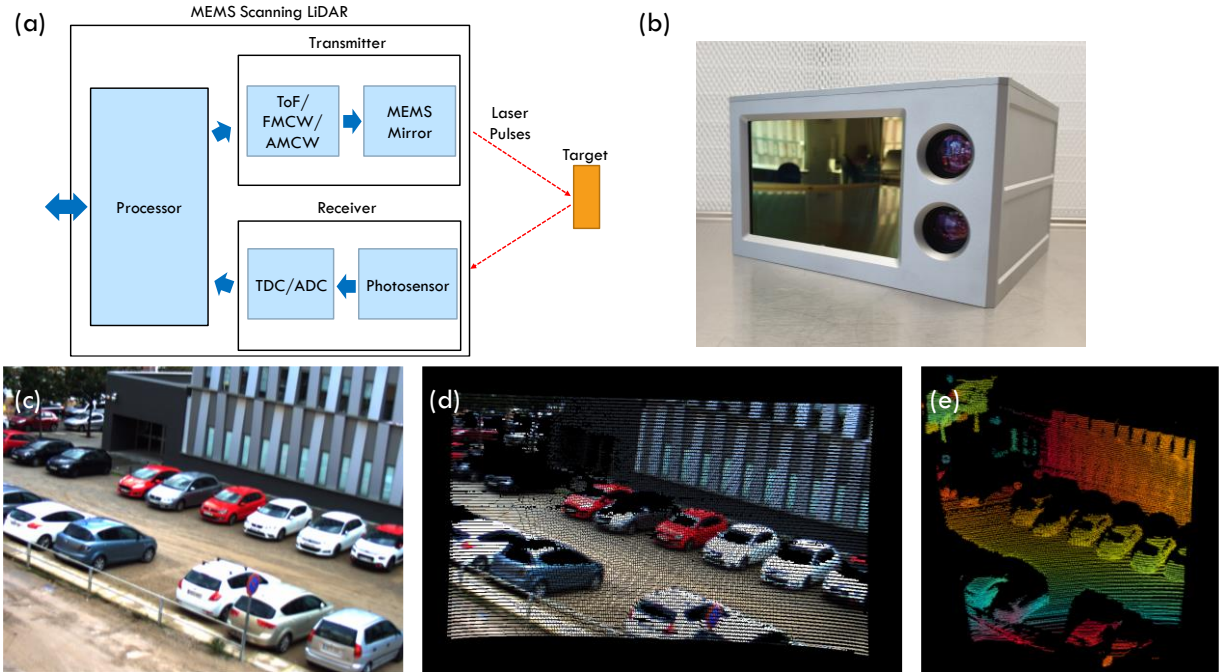 MEMS Scanning LiDAR
(a)
Transmitter
ToF/
FMCW/
AMCW
MEMS
Mirror
Laser
Pulses
Target
Processor
Receiver
TDC/ADC
Photosensor
(b)
(c)
(d)
(e)